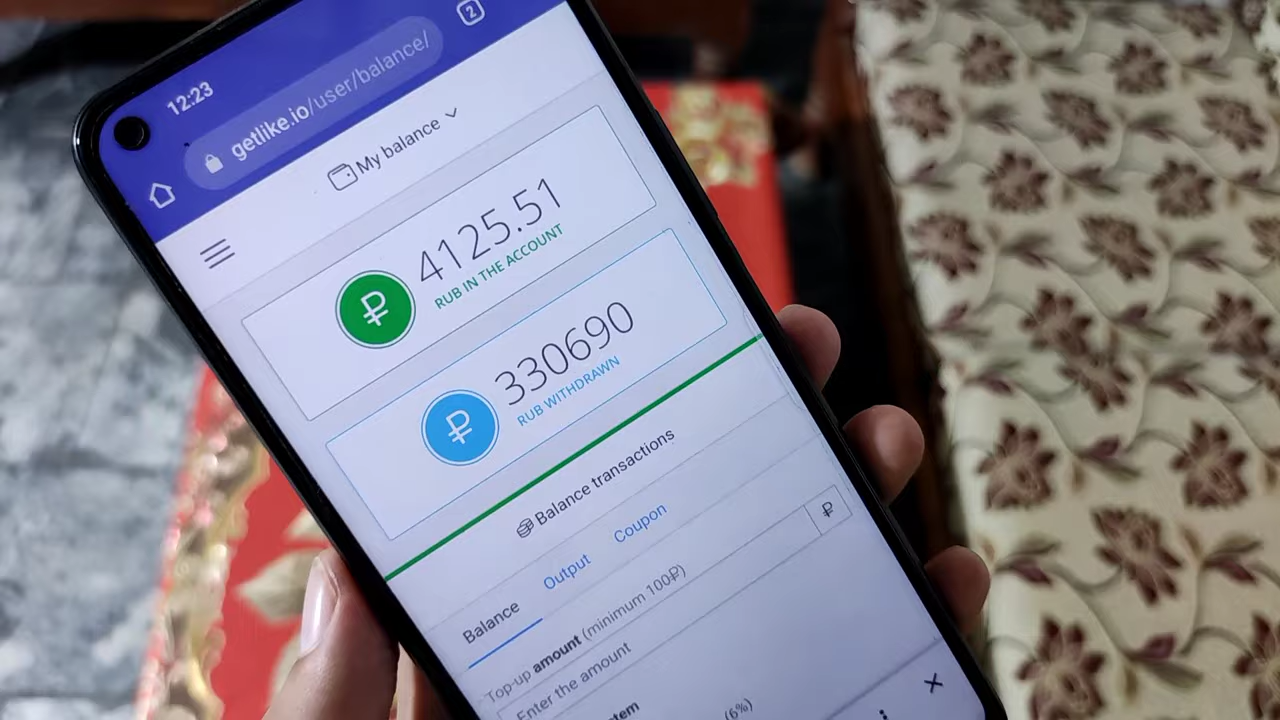 12:23
2
getlike.io/user/balance/
My balance
4125.51
RUB IN THE ACCOUNT
330690
RUB WITHDRAWN
Balance transactions
Balance Output Coupon
Top-up amount (minimum 100₽)
Enter the amount
₽
(6%)